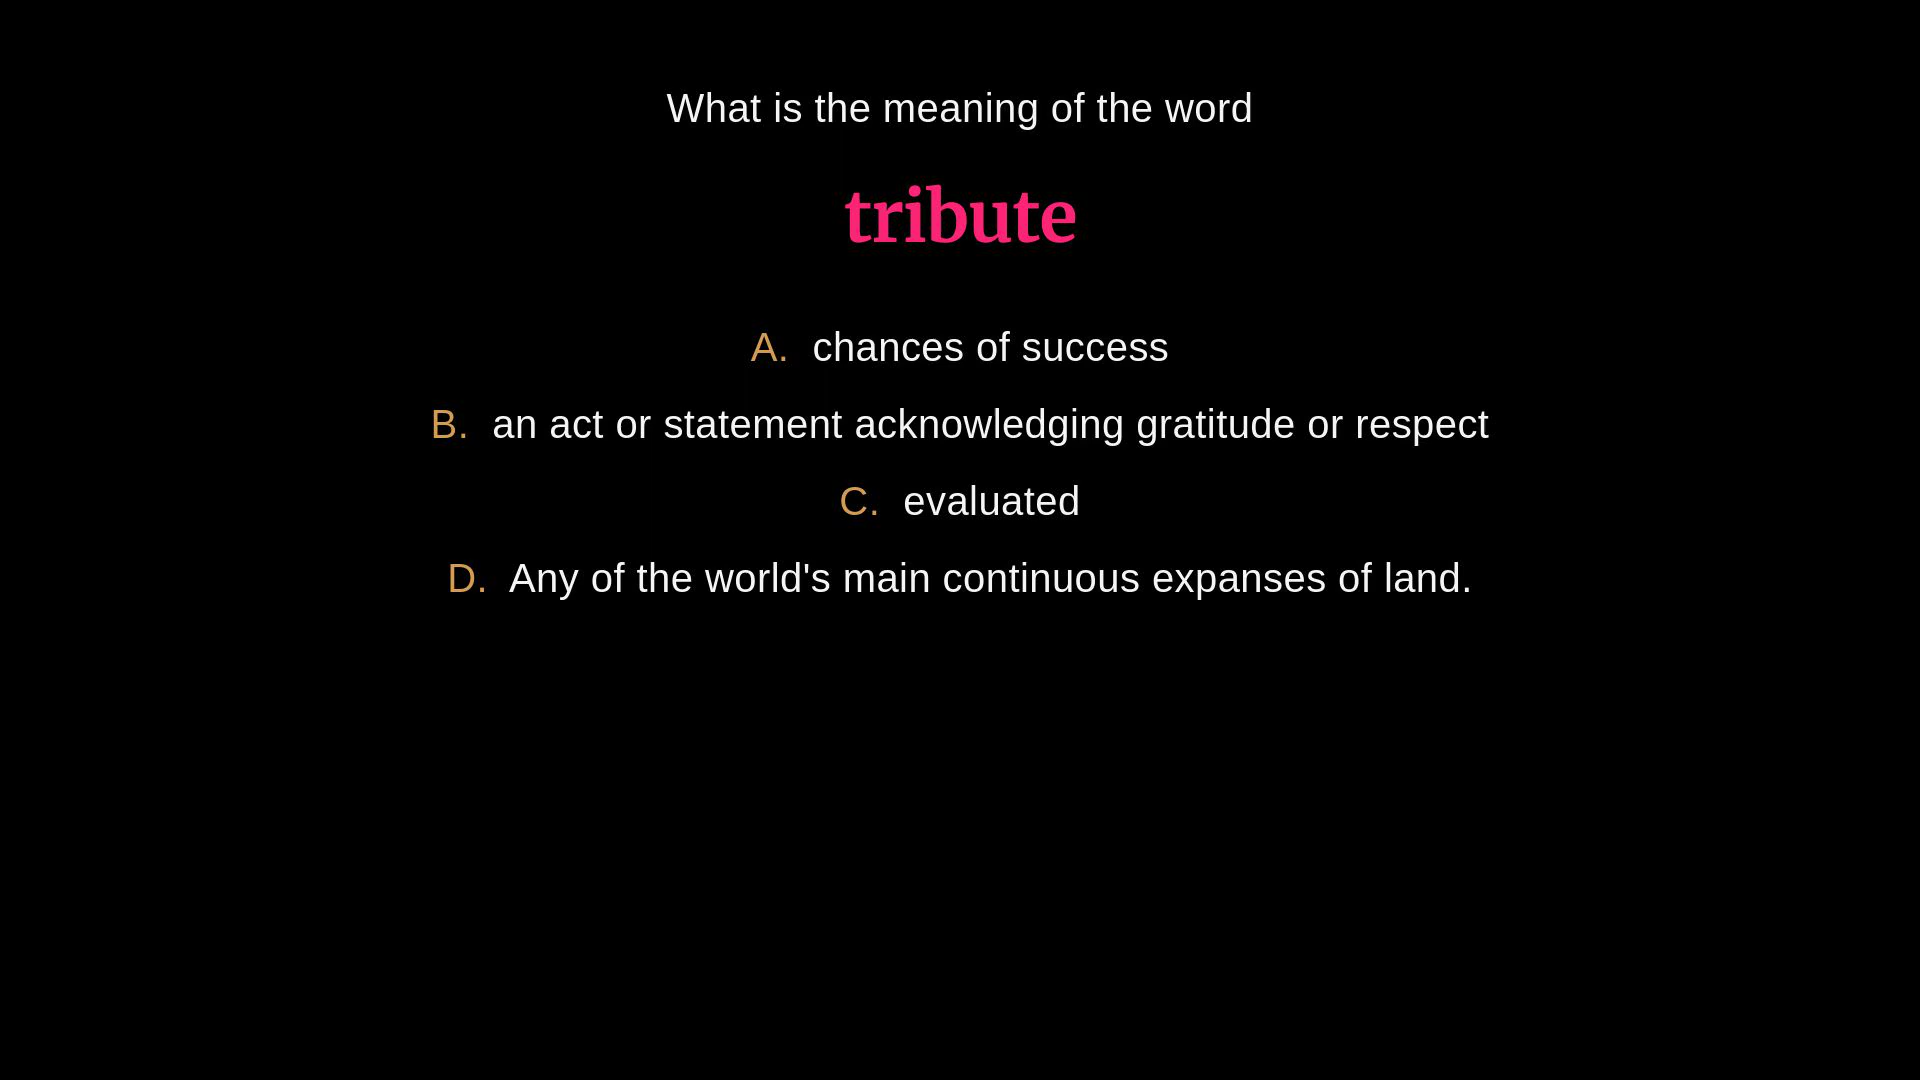 What is the meaning of the word
tribute
A. chances of success
B. an act or statement acknowledging gratitude or respect
C. evaluated
D. Any of the world's main continuous expanses of land.